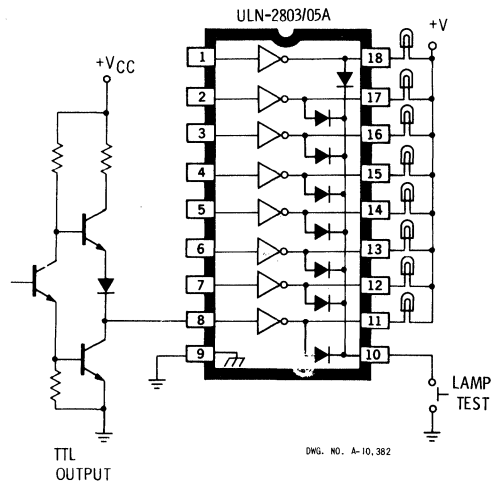 ULN-2803/05A
+V
+VCC
1
2
3
4
5
6
7
8
9
18
17
16
15
14
13
12
11
10
LAMP
TEST
TTL
OUTPUT
DWG. NO. A-10,382